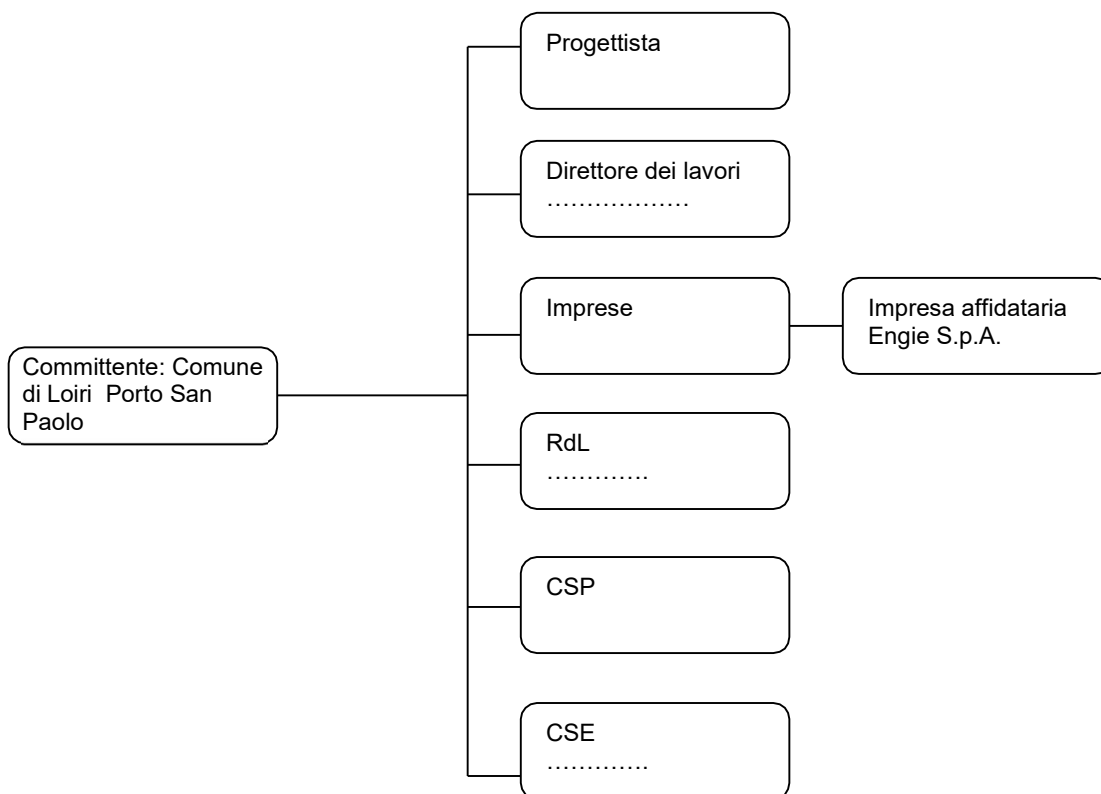 Progettista
Direttore dei lavori
………………
Imprese
Impresa affidataria
Engie S.p.A.
Committente: Comune
di Loiri  Porto San
Paolo
RdL
………….
CSP
CSE
………….